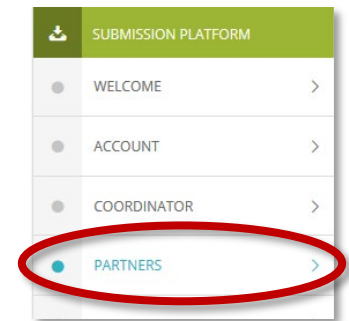 SUBMISSION PLATFORM
WELCOME
ACCOUNT
COORDINATOR
PARTNERS